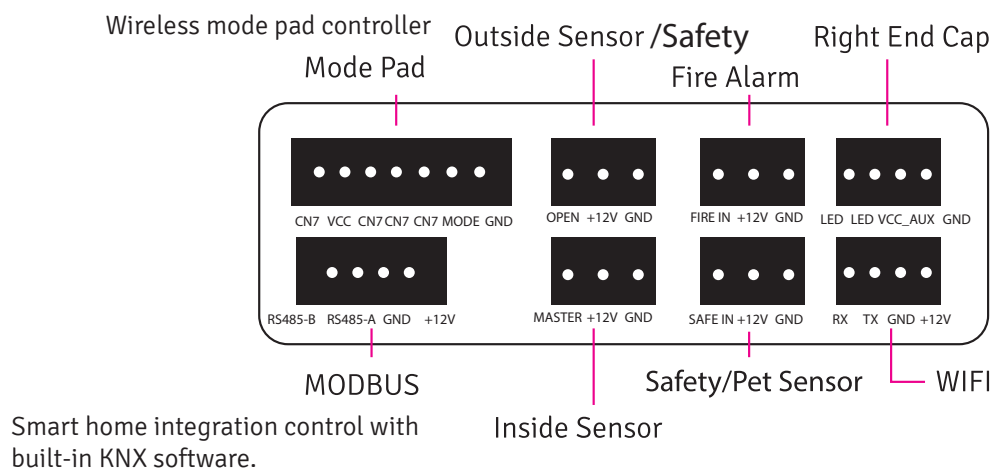 Wireless mode pad controller
Mode Pad
Outside Sensor /Safety
Fire Alarm
Right End Cap
CN7 VCC CN7 CN7 CN7 MODE GND
OPEN +12V GND
FIRE IN +12V GND
LED LED VCC_AUX GND
RS485-B RS485-A GND +12V
MASTER +12V GND
SAFE IN +12V GND
RX TX GND +12V
MODBUS
Safety/Pet Sensor
WIFI
Inside Sensor
Smart home integration control with
built-in KNX software.